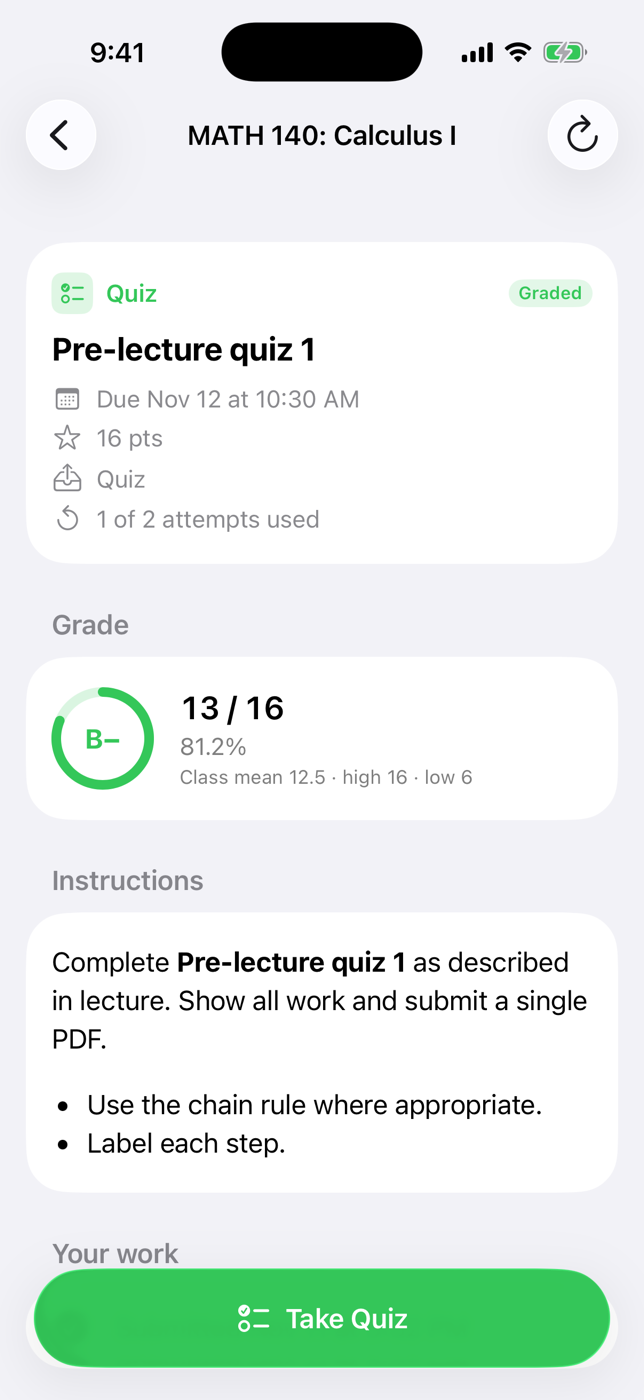 9:41
MATH 140: Calculus I
Quiz
Graded
Pre-lecture quiz 1
Due Nov 12 at 10:30 AM
16 pts
Quiz
1 of 2 attempts used
Grade
B−
13 / 16
81.2%
Class mean 12.5 · high 16 · low 6
Instructions
Complete Pre-lecture quiz 1 as described
in lecture. Show all work and submit a single
PDF.
• Use the chain rule where appropriate.
• Label each step.
Your work
Take Quiz